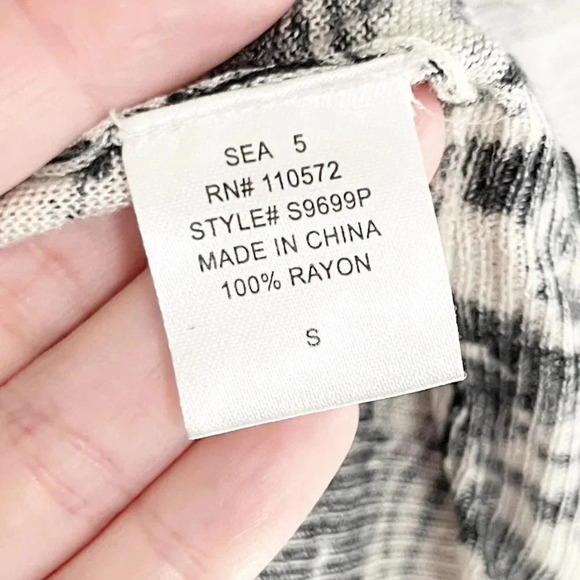 SEA 5
RN# 110572
STYLE# S9699P
MADE IN CHINA
100% RAYON
S